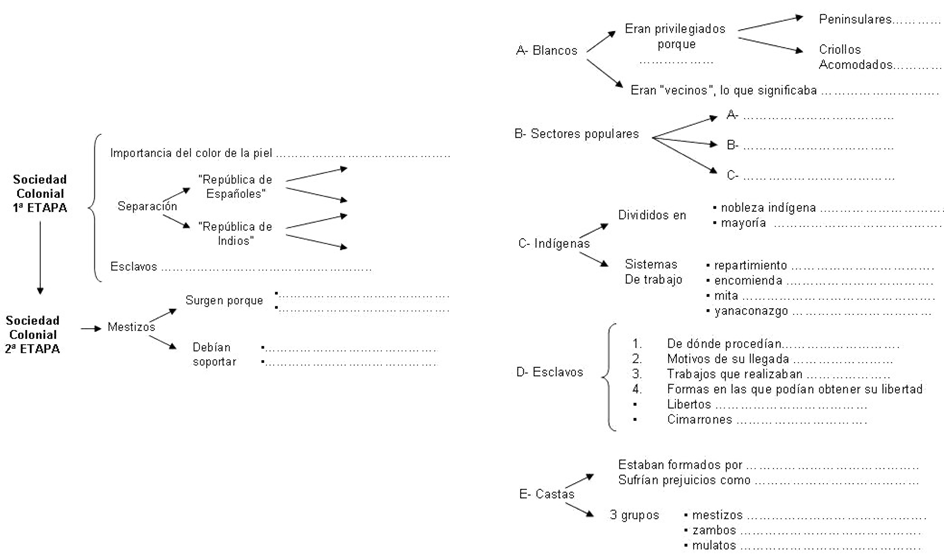 Sociedad
Colonial
1ª ETAPA
Importancia del color de la piel ……………………………………
Separación
"República de
Españoles"
"República de
Indios"
Esclavos ……………………………………………
Sociedad
Colonial
2ª ETAPA
Mestizos
Surgen porque
▪……………………………………
▪……………………………………
Debían
soportar
▪……………………………………
▪……………………………………
A- Blancos
Eran privilegiados
porque
………………
Peninsulares…………
Criollos
Acomodados…………
Eran "vecinos", lo que significaba ………………………
B- Sectores populares
A- ………………………………
B- ………………………………
C- ………………………………
C- Indígenas
Divididos en
▪ nobleza indígena …………………………
▪ mayoría ……………………………………
Sistemas
De trabajo
▪ repartimiento ……………………………
▪ encomienda ………………………………
▪ mita ………………………………………
▪ yanaconazgo ……………………………
D- Esclavos
1. De dónde procedían………………………
2. Motivos de su llegada ……………………
3. Trabajos que realizaban …………………
4. Formas en las que podían obtener su libertad
▪ Libertos ………………………………
▪ Cimarrones ………………………….
E- Castas
Estaban formados por ……………………………………
Sufrían prejuicios como …………………………………
3 grupos
▪ mestizos ……………………………………
▪ zambos ……………………………………
▪ mulatos ……………………………………